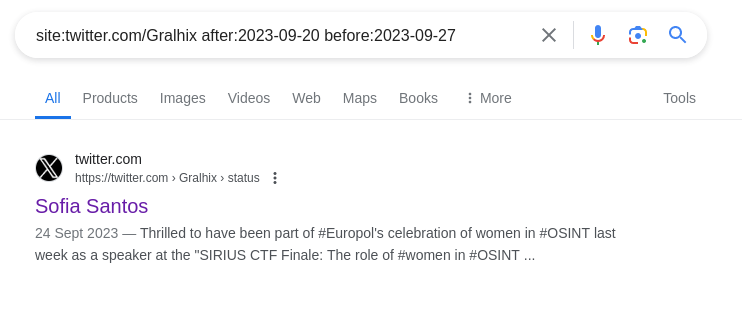 site:twitter.com/Gralhix after:2023-09-20 before:2023-09-27
All Products Images Videos Web Maps Books More Tools
twitter.com
https://twitter.com › Gralhix › status
Sofia Santos
24 Sept 2023 — Thrilled to have been part of #Europol's celebration of women in #OSINT last
week as a speaker at the "SIRIUS CTF Finale: The role of #women in #OSINT ...